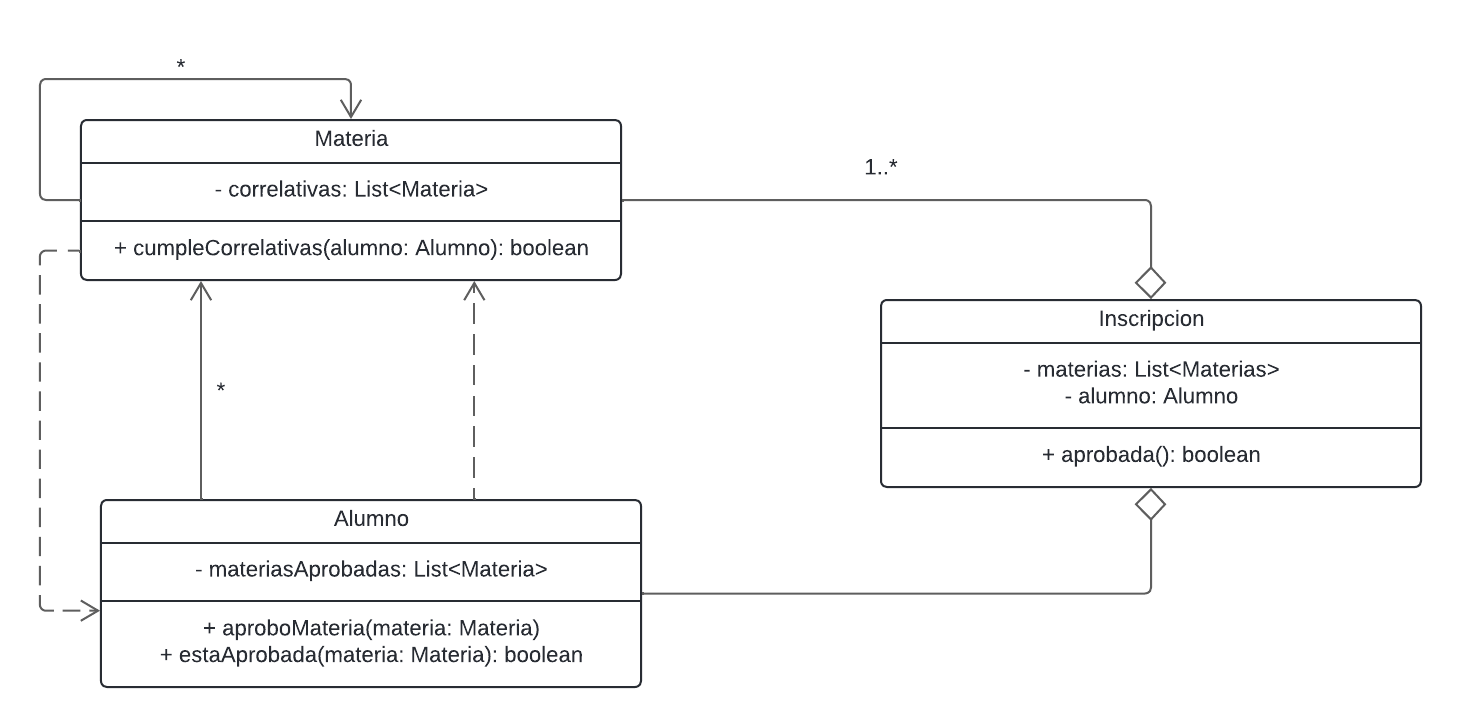 *
Materia
- correlativas: List<Materia>
+ cumpleCorrelativas(alumno: Alumno): boolean
1..*
Inscripcion
- materias: List<Materias>
- alumno: Alumno
+ aprobada(): boolean
*
Alumno
- materiasAprobadas: List<Materia>
+ aproboMateria(materia: Materia)
+ estaAprobada(materia: Materia): boolean